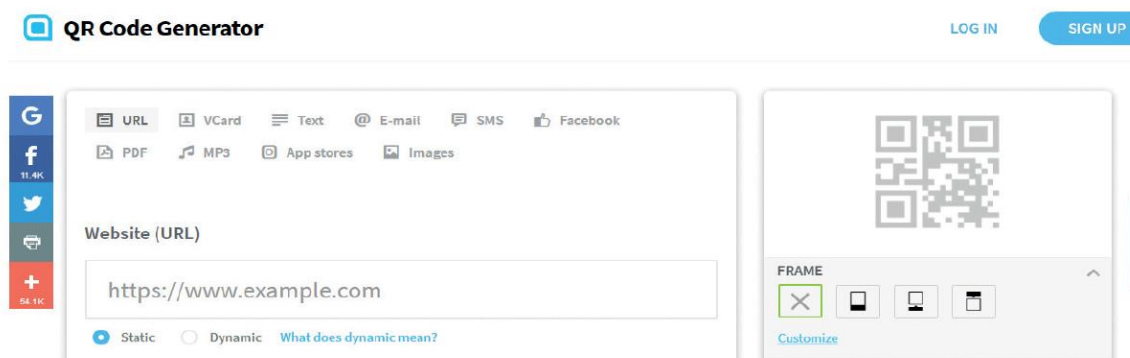 QR Code Generator
LOG IN
SIGN UP
G
f
11.4K
54.1K
URL
VCard
Text
@ E-mail
SMS
Facebook
PDF
MP3
App stores
Images
Website (URL)
https://www.example.com
Static
Dynamic
What does dynamic mean?
FRAME
Customize